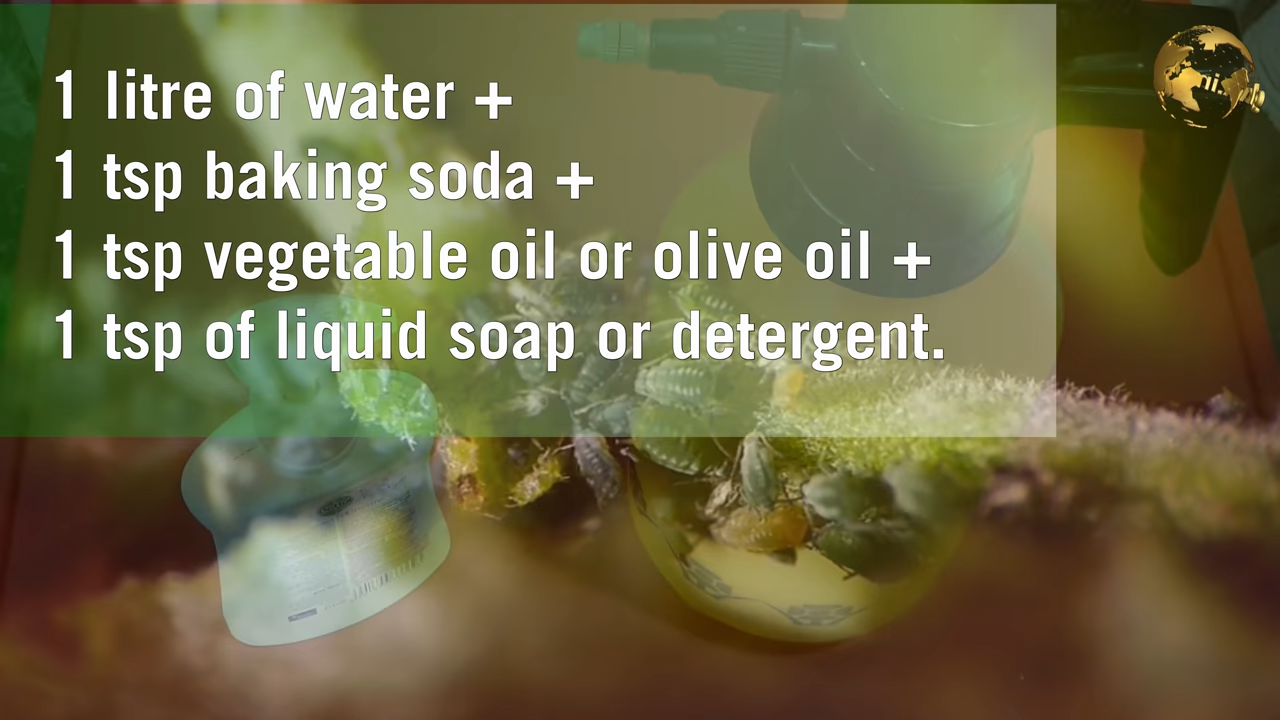 1 litre of water +
1 tsp baking soda +
1 tsp vegetable oil or olive oil +
1 tsp of liquid soap or detergent.